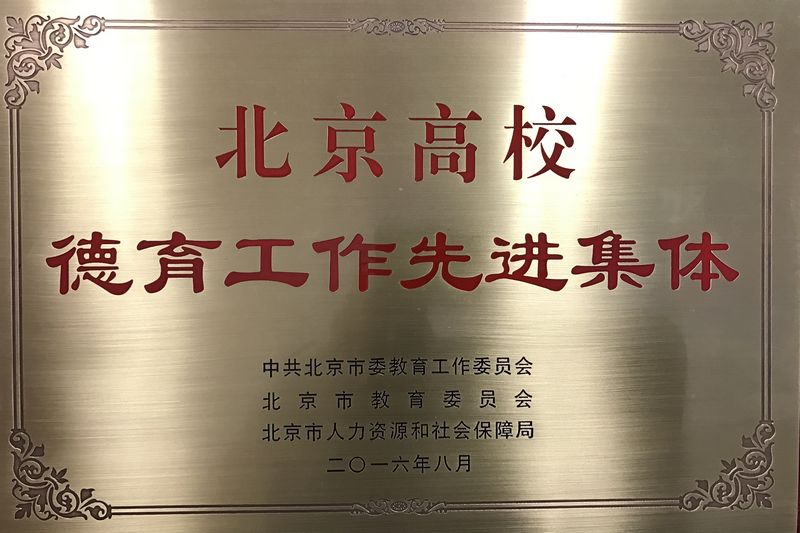 北京高校
德育工作先进集体
中共北京市委教育工作委员会
北京市教育委员会
北京市人力资源和社会保障局
二〇一六年八月